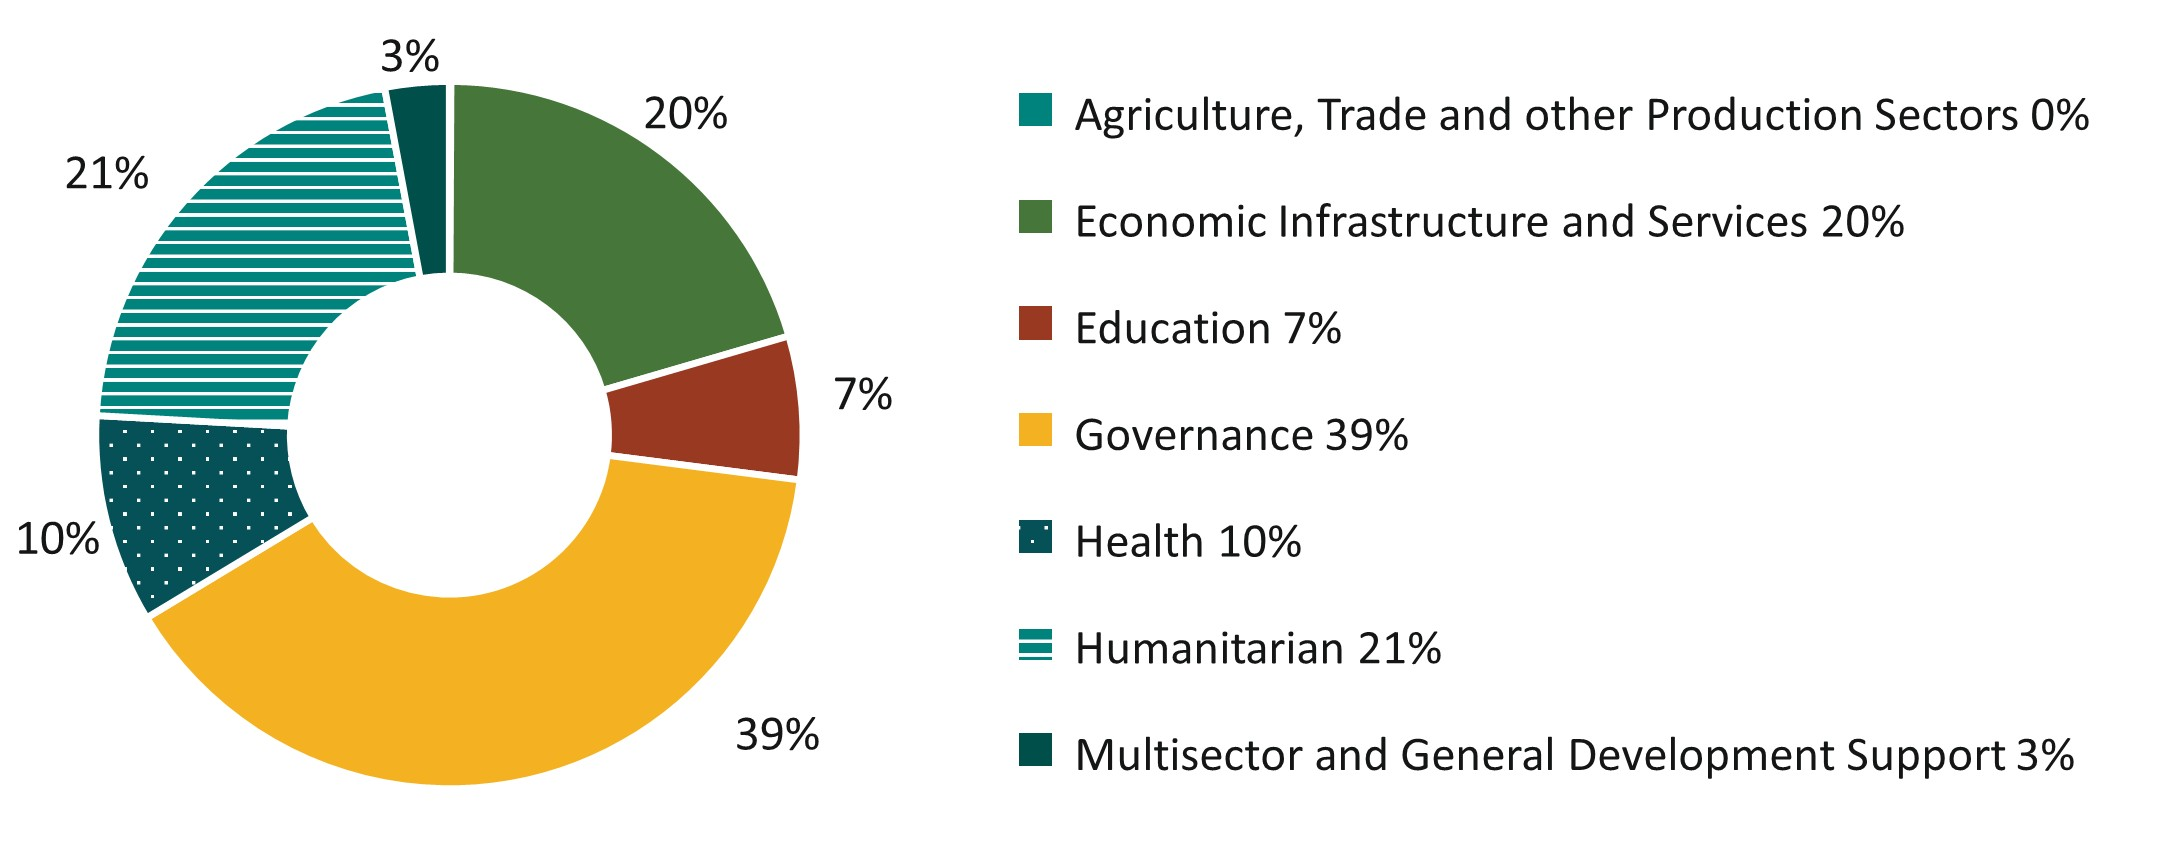 3%
20%
21%
7%
10%
39%
Agriculture, Trade and other Production Sectors 0%
Economic Infrastructure and Services 20%
Education 7%
Governance 39%
Health 10%
Humanitarian 21%
Multisector and General Development Support 3%